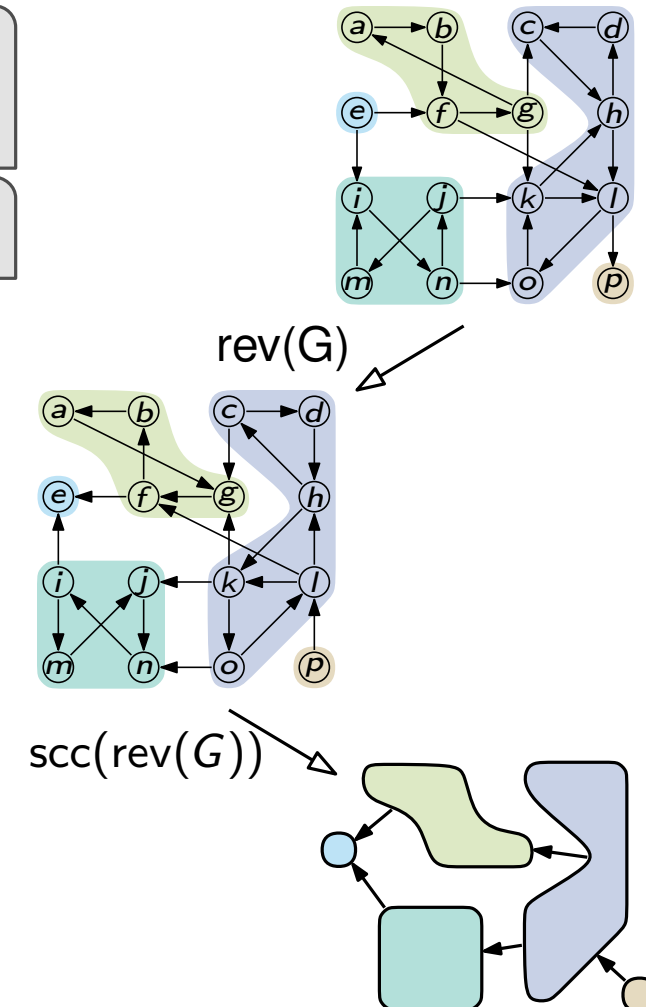 a b c d
e f g h
i j k l
m n o p
rev(G)
a b c d
e f g h
i j k l
m n o p
scc(rev(G))